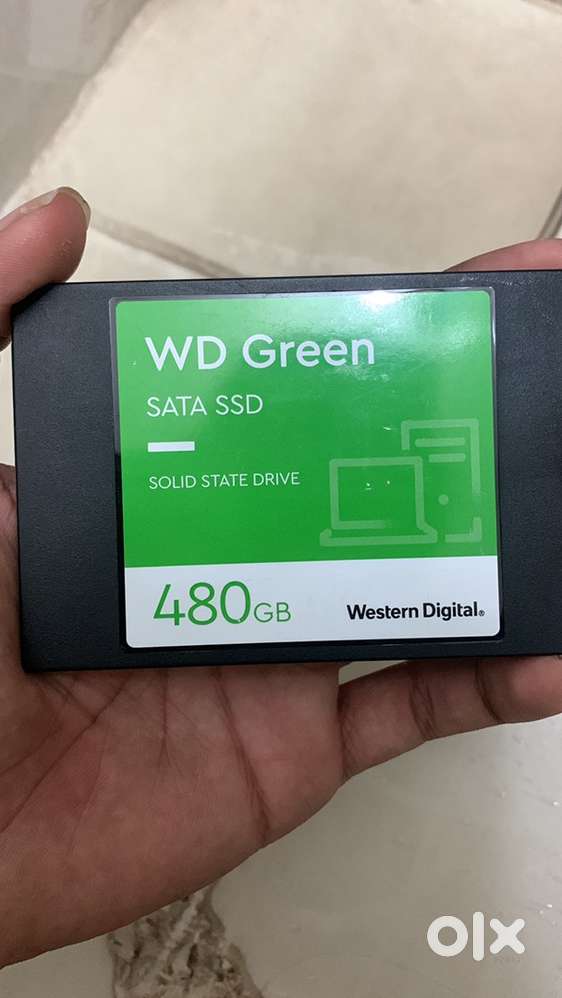 WD Green
SATA SSD
SOLID STATE DRIVE
480GB
Western Digital®
olx